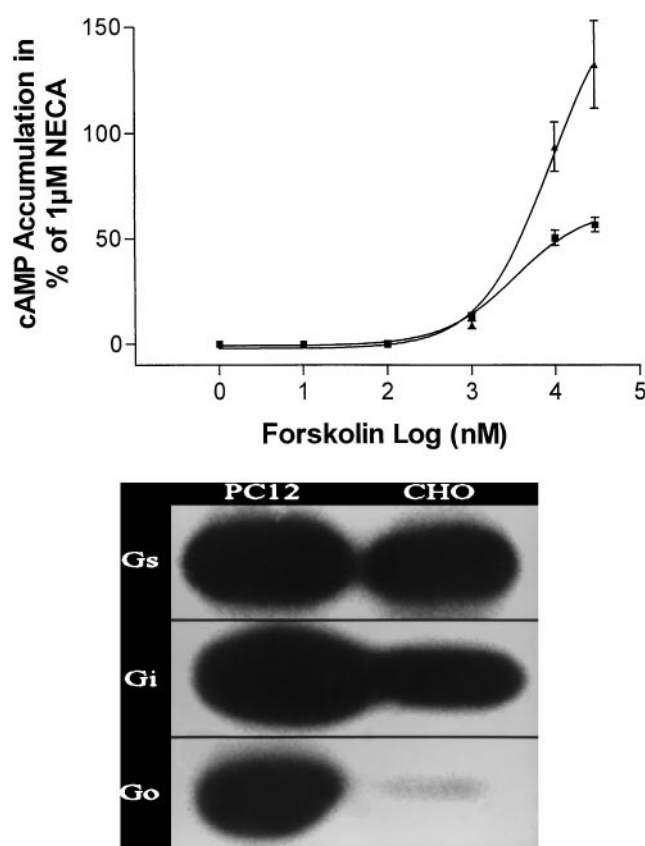 cAMP Accumulation in
% of 1µM NECA
150
100
50
0
0 1 2 3 4 5
Forskolin Log (nM)
PC12 CHO
Gs
Gi
Go